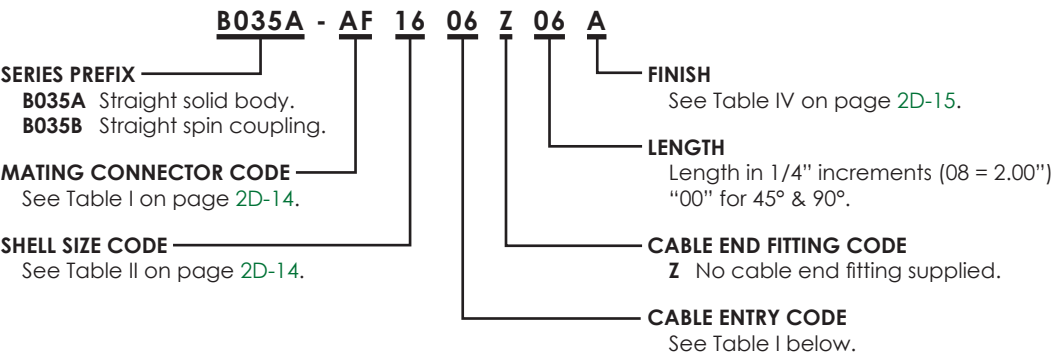 B035A - AF 16 06 Z 06 A
SERIES PREFIX
B035A Straight solid body.
B035B Straight spin coupling.
MATING CONNECTOR CODE
See Table I on page 2D-14.
SHELL SIZE CODE
See Table II on page 2D-14.
FINISH
See Table IV on page 2D-15.
LENGTH
Length in 1/4” increments (08 = 2.00”)
“00” for 45° & 90°.
CABLE END FITTING CODE
Z No cable end fitting supplied.
CABLE ENTRY CODE
See Table I below.